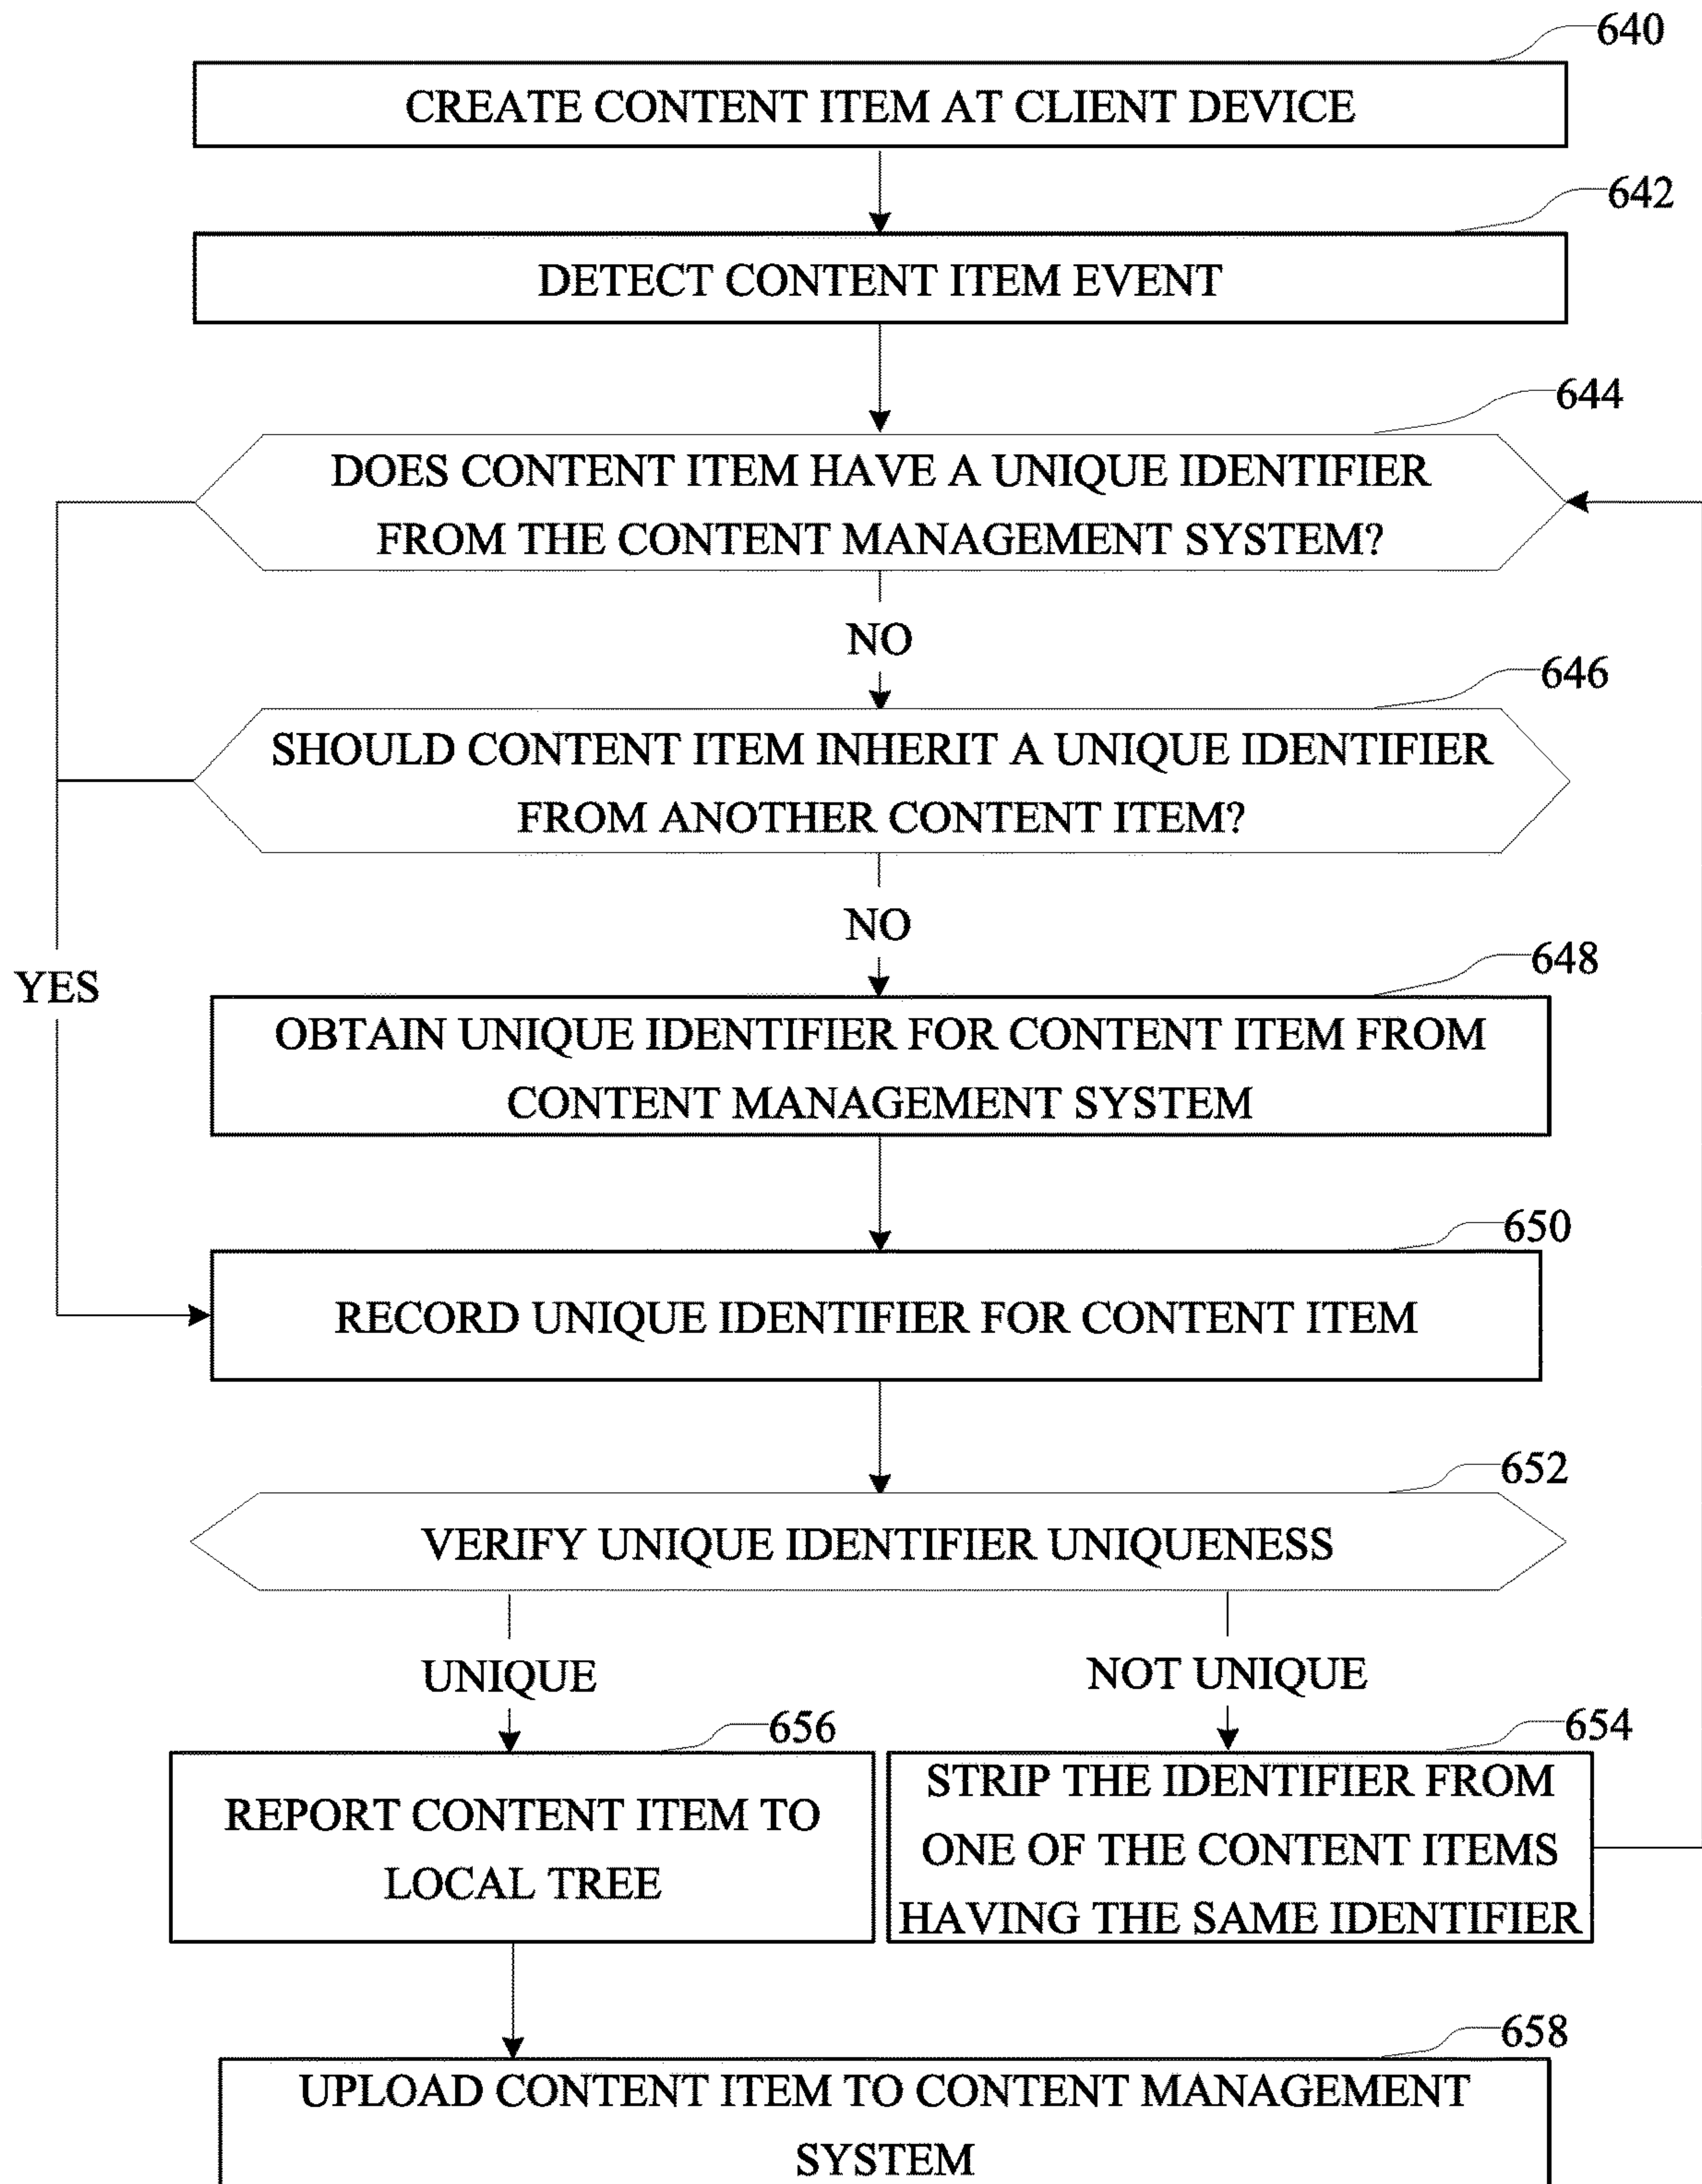 640
CREATE CONTENT ITEM AT CLIENT DEVICE
642
DETECT CONTENT ITEM EVENT
644
DOES CONTENT ITEM HAVE A UNIQUE IDENTIFIER
FROM THE CONTENT MANAGEMENT SYSTEM?
NO
646
SHOULD CONTENT ITEM INHERIT A UNIQUE IDENTIFIER
FROM ANOTHER CONTENT ITEM?
NO
YES
648
OBTAIN UNIQUE IDENTIFIER FOR CONTENT ITEM FROM
CONTENT MANAGEMENT SYSTEM
650
RECORD UNIQUE IDENTIFIER FOR CONTENT ITEM
652
VERIFY UNIQUE IDENTIFIER UNIQUENESS
UNIQUE
NOT UNIQUE
656
REPORT CONTENT ITEM TO
LOCAL TREE
654
STRIP THE IDENTIFIER FROM
ONE OF THE CONTENT ITEMS
HAVING THE SAME IDENTIFIER
658
UPLOAD CONTENT ITEM TO CONTENT MANAGEMENT
SYSTEM